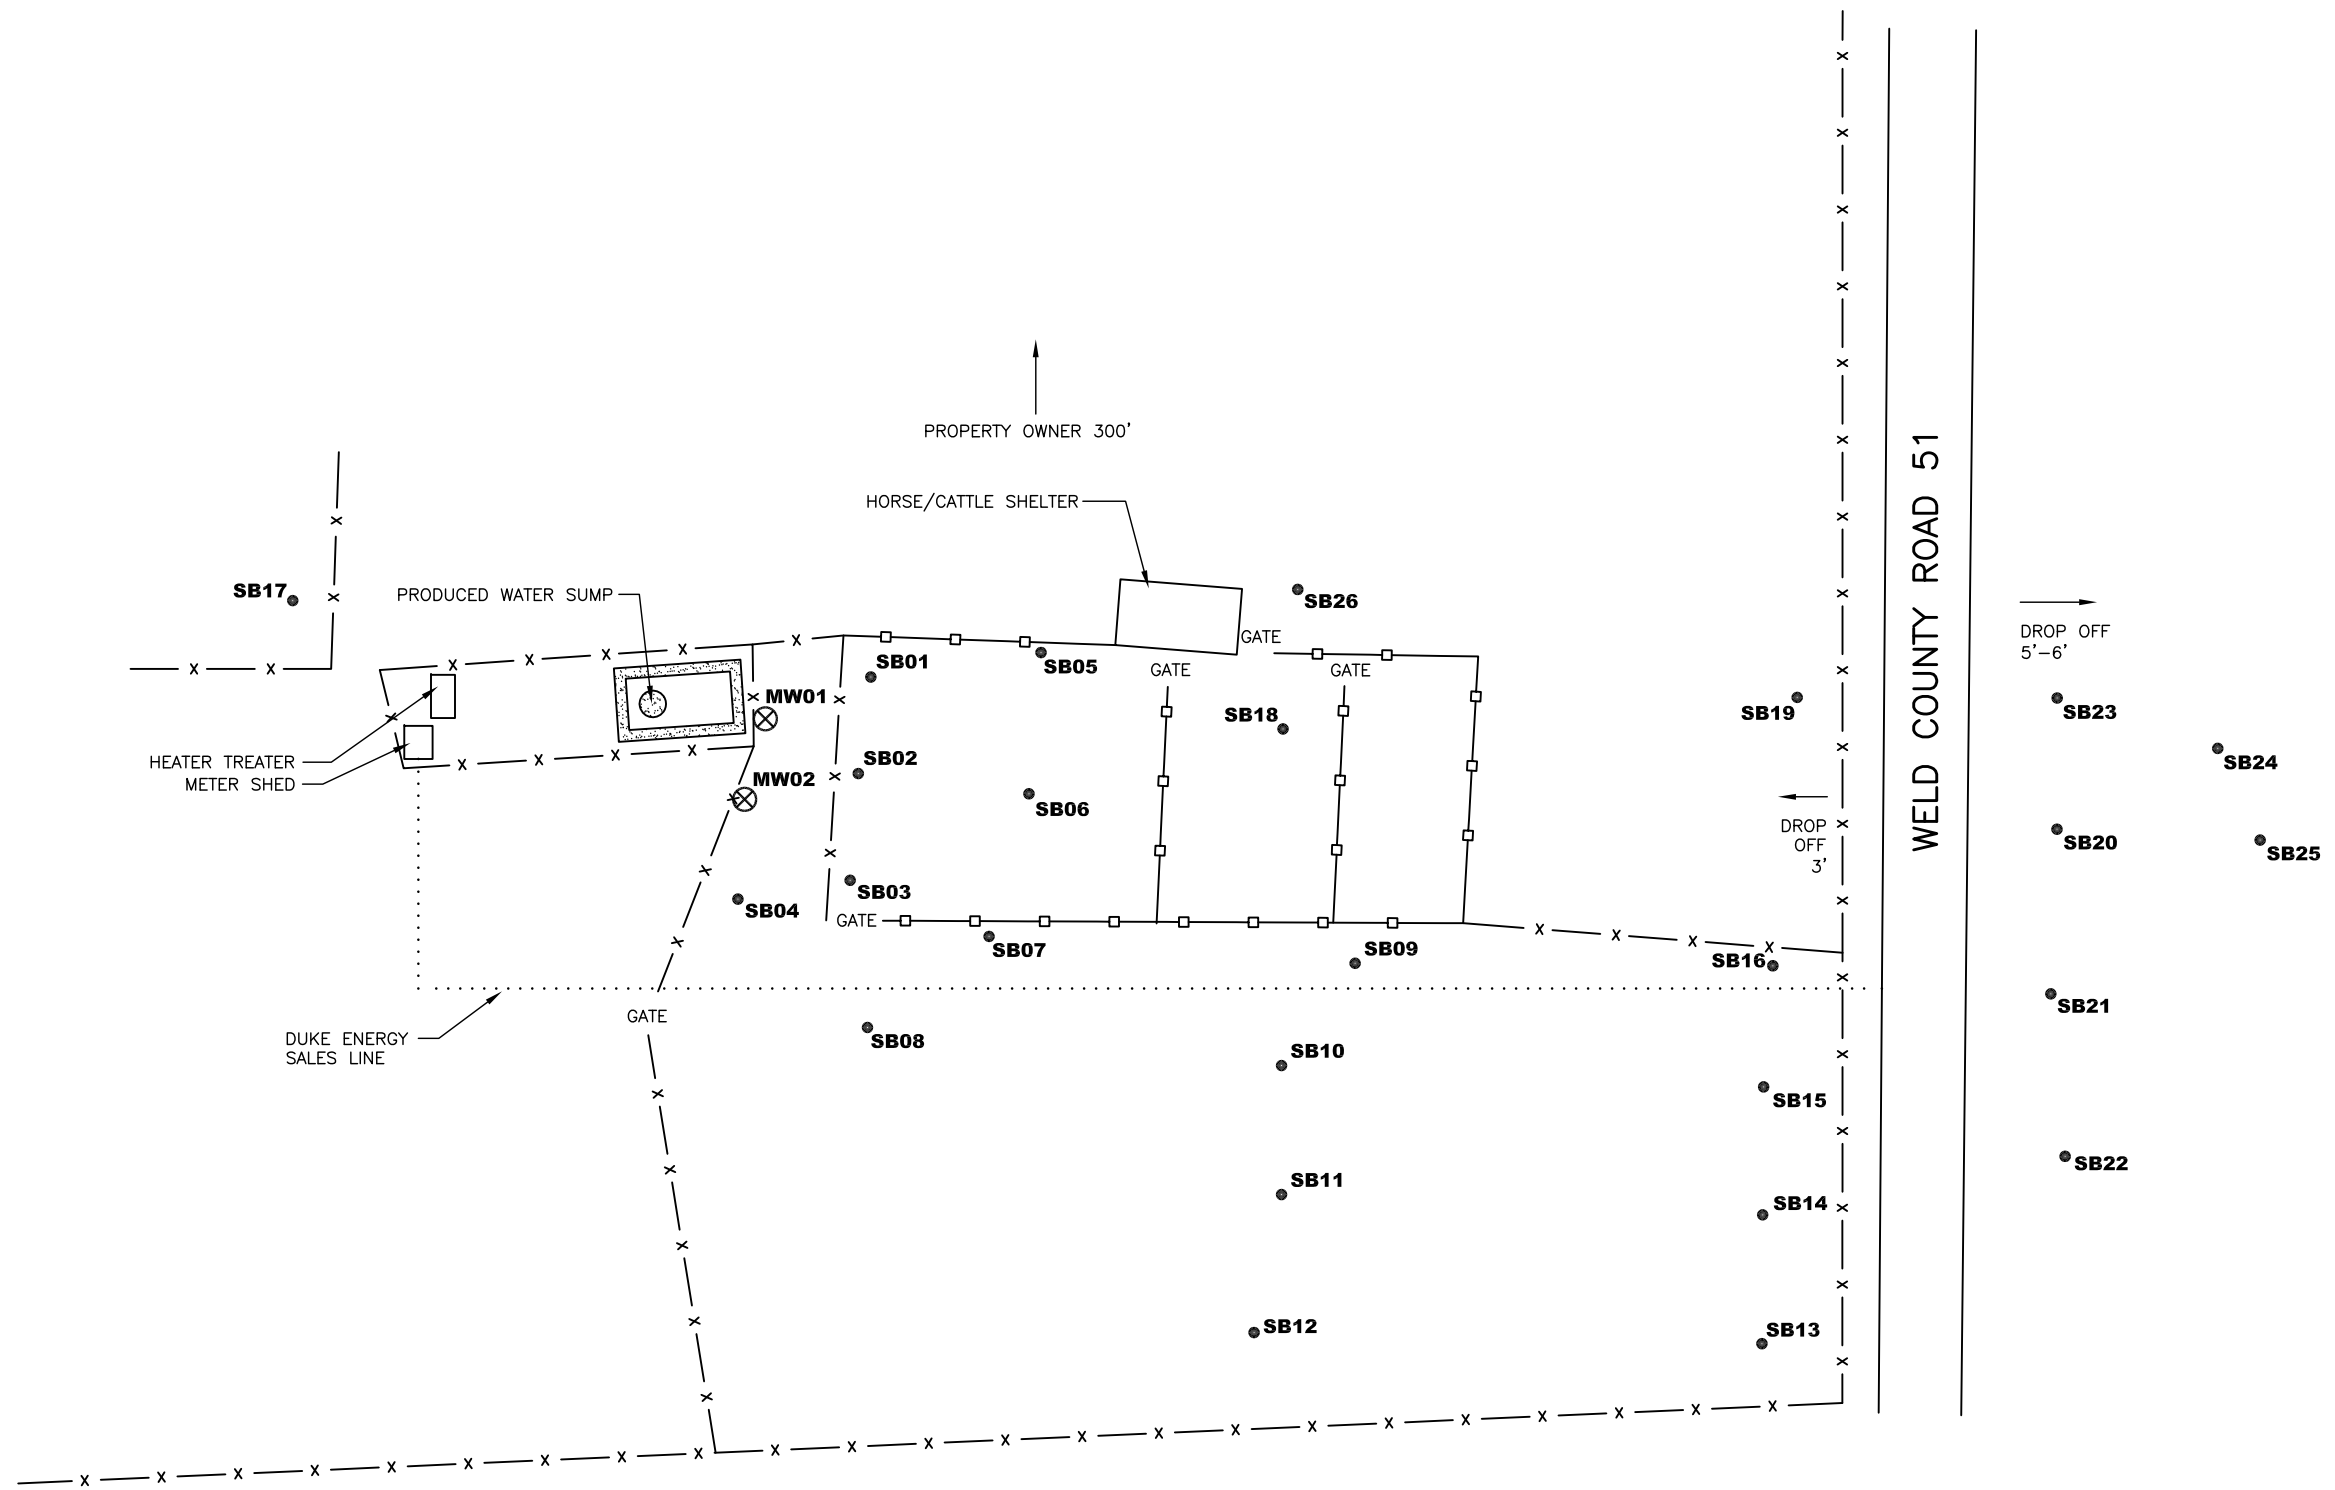 PROPERTY OWNER 300'
WELD COUNTY ROAD 51
HORSE/CATTLE SHELTER
SB17
PRODUCED WATER SUMP
SB26
DROP OFF
5'-6'
GATE
SB01
SB05
GATE
GATE
MW01
SB18
SB19
SB23
HEATER TREATER
METER SHED
SB02
MW02
SB24
SB06
DROP
OFF
3'
SB20
SB25
SB03
SB04
GATE
SB07
SB09
SB16
SB21
GATE
DUKE ENERGY
SALES LINE
SB08
SB10
SB15
SB22
SB11
SB14
SB12
SB13